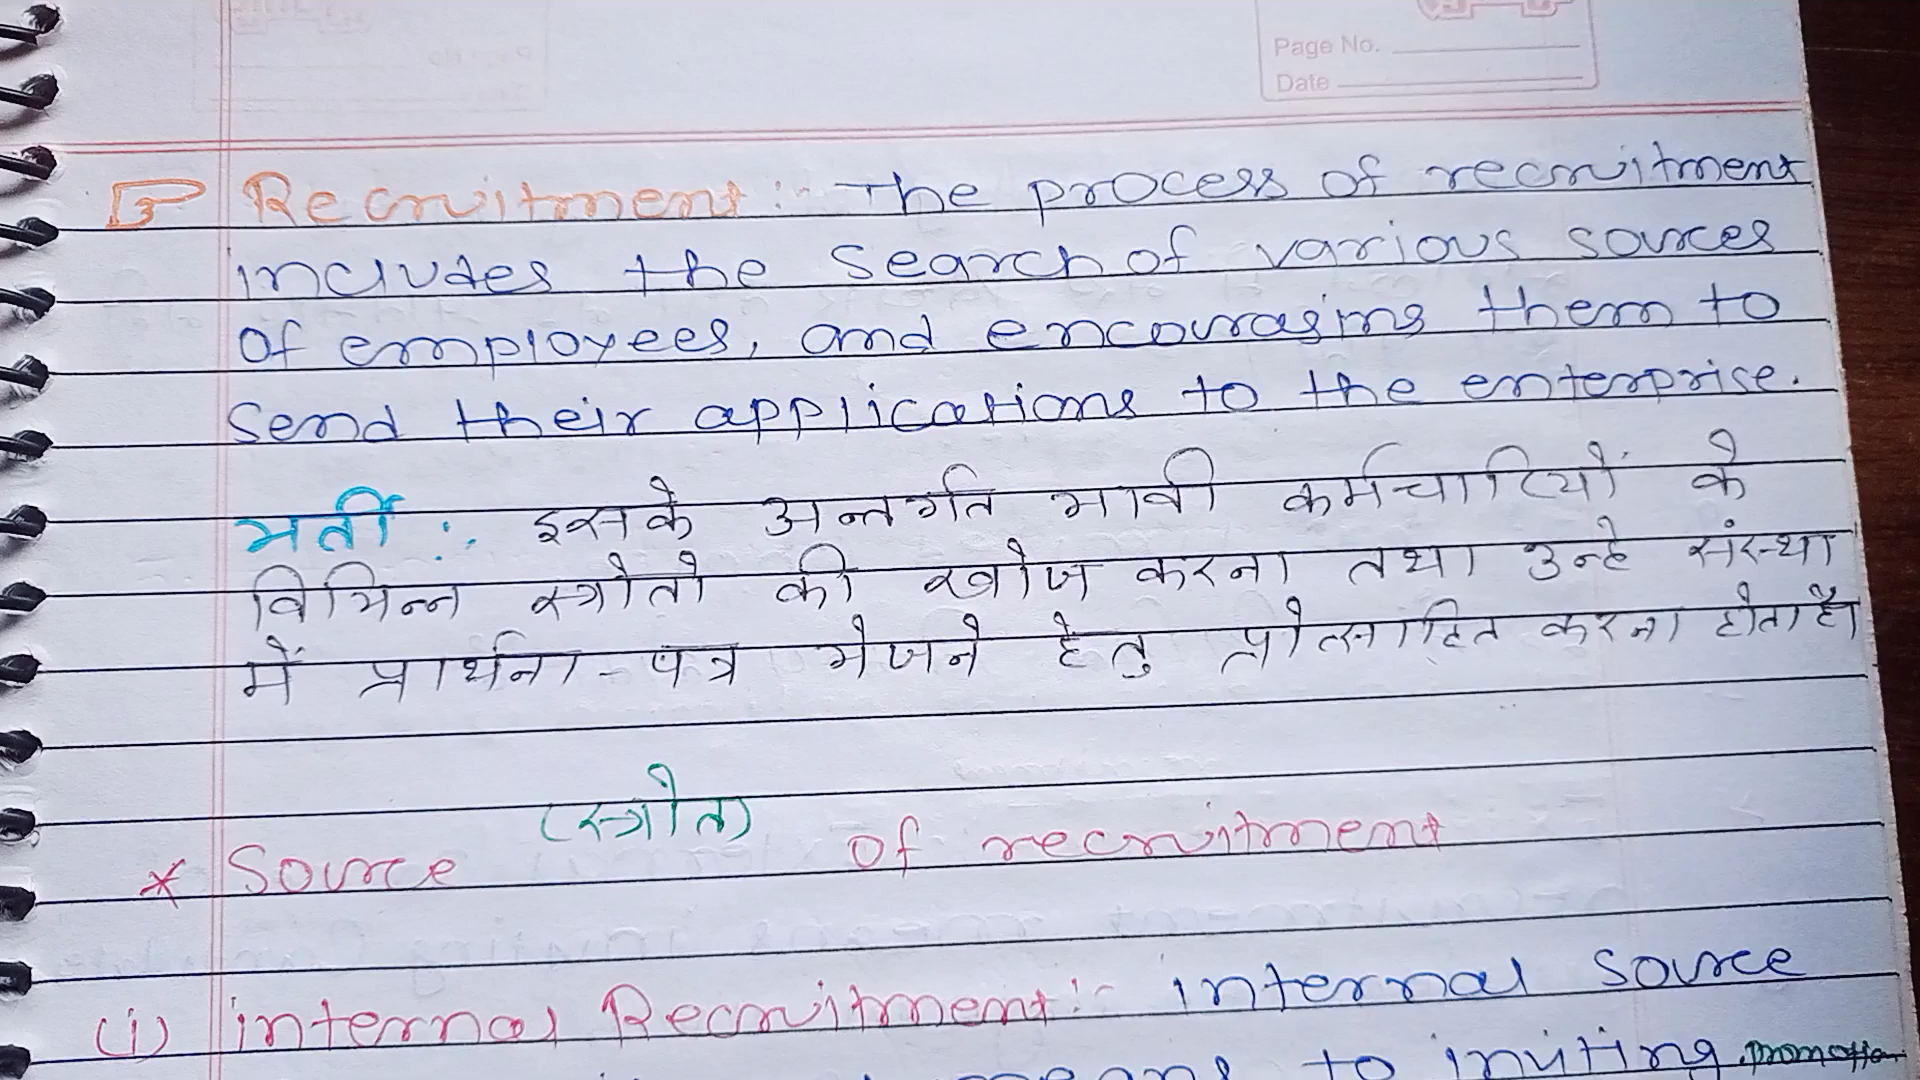 Page No.
Date
Recruitment :- The process of recruitment
includes the search of various sources
of employees, and encouraging them to
send their applications to the enterprise.
भर्ती :- इसके अन्तर्गत भावी कर्मचारियों के
विभिन्न स्त्रोतो की खोज करना तथा उन्हे संस्था
में प्रार्थना-पत्र भेजने हेतु प्रोत्साहित करना होता है।
* Source (स्त्रोत) of recruitment
(i) internal Recruitment :- internal source
means to inviting